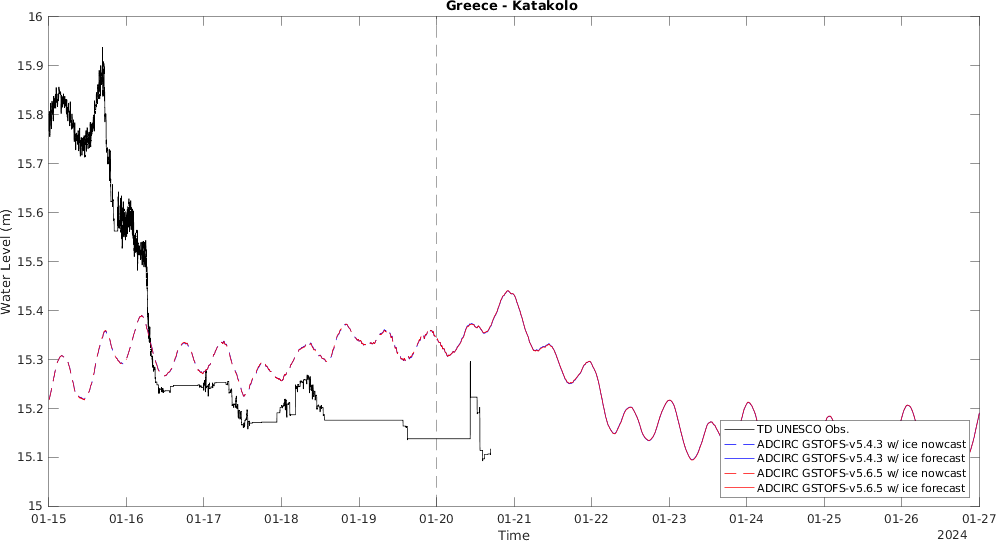 Greece - Katakolo
16
15.9
15.8
15.7
15.6
15.5
15.4
15.3
15.2
15.1
15
Water Level (m)
TD UNESCO Obs.
ADCIRC GSTOFS-v5.4.3 w/ ice nowcast
ADCIRC GSTOFS-v5.4.3 w/ ice forecast
ADCIRC GSTOFS-v5.6.5 w/ ice nowcast
ADCIRC GSTOFS-v5.6.5 w/ ice forecast
01-15 01-16 01-17 01-18 01-19 01-20 01-21 01-22 01-23 01-24 01-25 01-26 01-27
Time
2024